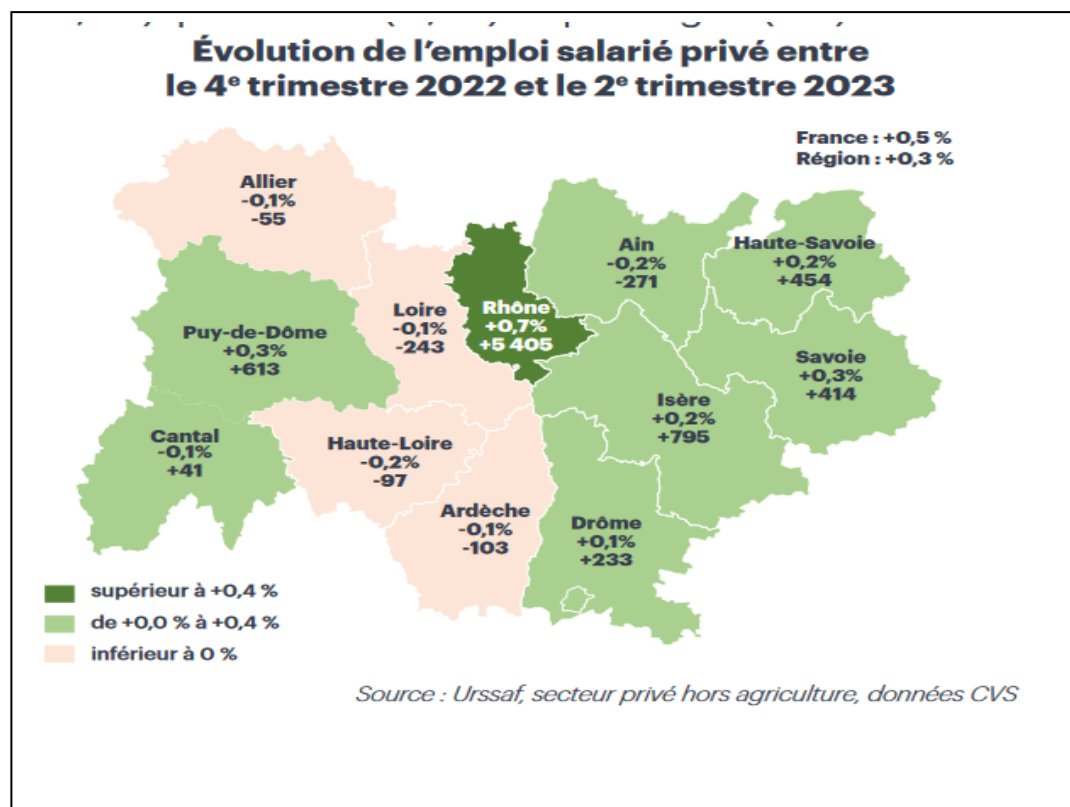 Évolution de l'emploi salarié privé entre
le 4e trimestre 2022 et le 2e trimestre 2023
France : +0,5 %
Région : +0,3 %
Allier
-0,1%
-55
Ain
-0,2%
-271
Haute-Savoie
+0,2%
+454
Loire
-0,1%
-243
Rhône
+0,7%
+5 405
Puy-de-Dôme
+0,3%
+613
Savoie
+0,3%
+414
Isère
+0,2%
+795
Cantal
-0,1%
+41
Haute-Loire
-0,2%
-97
Ardèche
-0,1%
-103
Drôme
+0,1%
+233
supérieur à +0,4 %
de +0,0 % à +0,4 %
inférieur à 0 %
Source : Urssaf, secteur privé hors agriculture, données CVS